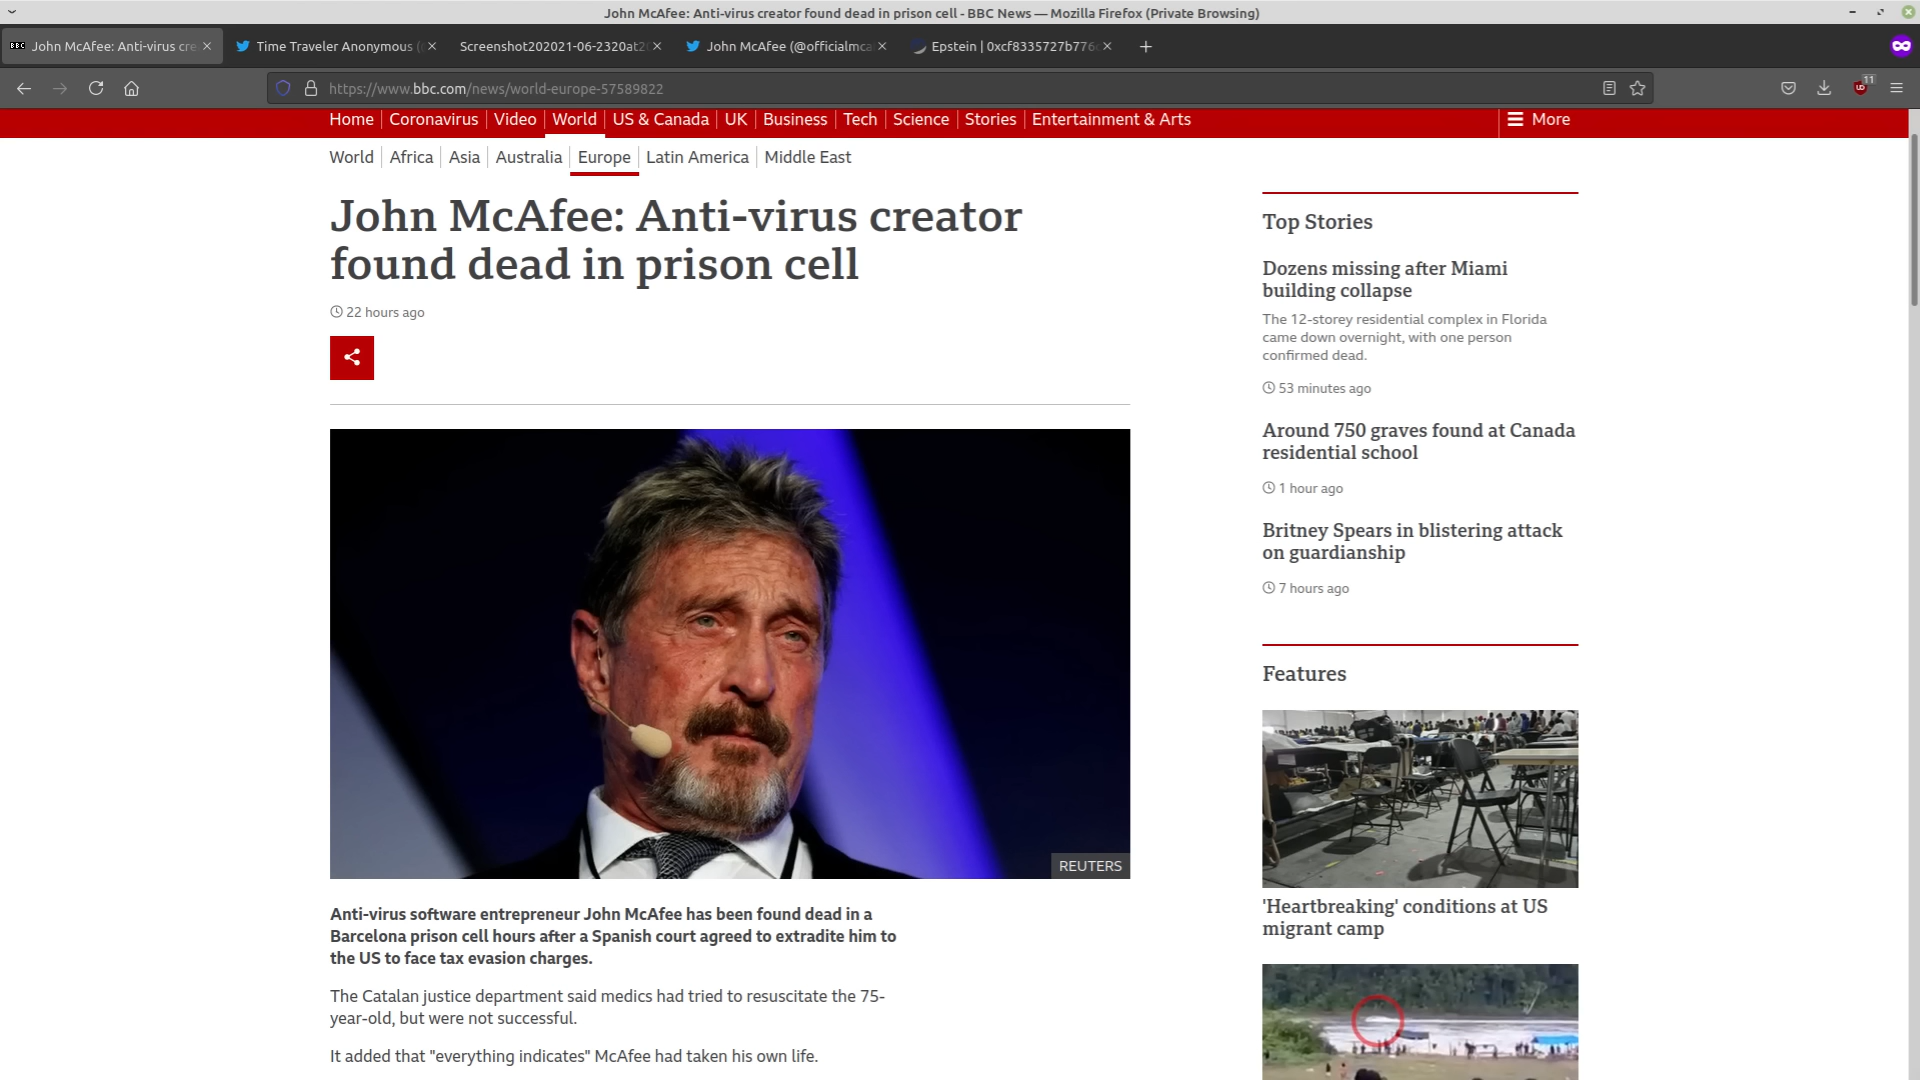 John McAfee: Anti-virus creator found dead in prison cell - BBC News — Mozilla Firefox (Private Browsing)
BBC John McAfee: Anti-virus cre
Time Traveler Anonymous (
Screenshot202021-06-2320at2
John McAfee (@officialmca
Epstein | 0xcf8335727b776
https://www.bbc.com/news/world-europe-57589822
11
Home Coronavirus Video World US & Canada UK Business Tech Science Stories Entertainment & Arts More
World Africa Asia Australia Europe Latin America Middle East
John McAfee: Anti-virus creator
found dead in prison cell
22 hours ago
REUTERS
Anti-virus software entrepreneur John McAfee has been found dead in a
Barcelona prison cell hours after a Spanish court agreed to extradite him to
the US to face tax evasion charges.
The Catalan justice department said medics had tried to resuscitate the 75-
year-old, but were not successful.
It added that "everything indicates" McAfee had taken his own life.
Top Stories
Dozens missing after Miami
building collapse
The 12-storey residential complex in Florida
came down overnight, with one person
confirmed dead.
53 minutes ago
Around 750 graves found at Canada
residential school
1 hour ago
Britney Spears in blistering attack
on guardianship
7 hours ago
Features
'Heartbreaking' conditions at US
migrant camp